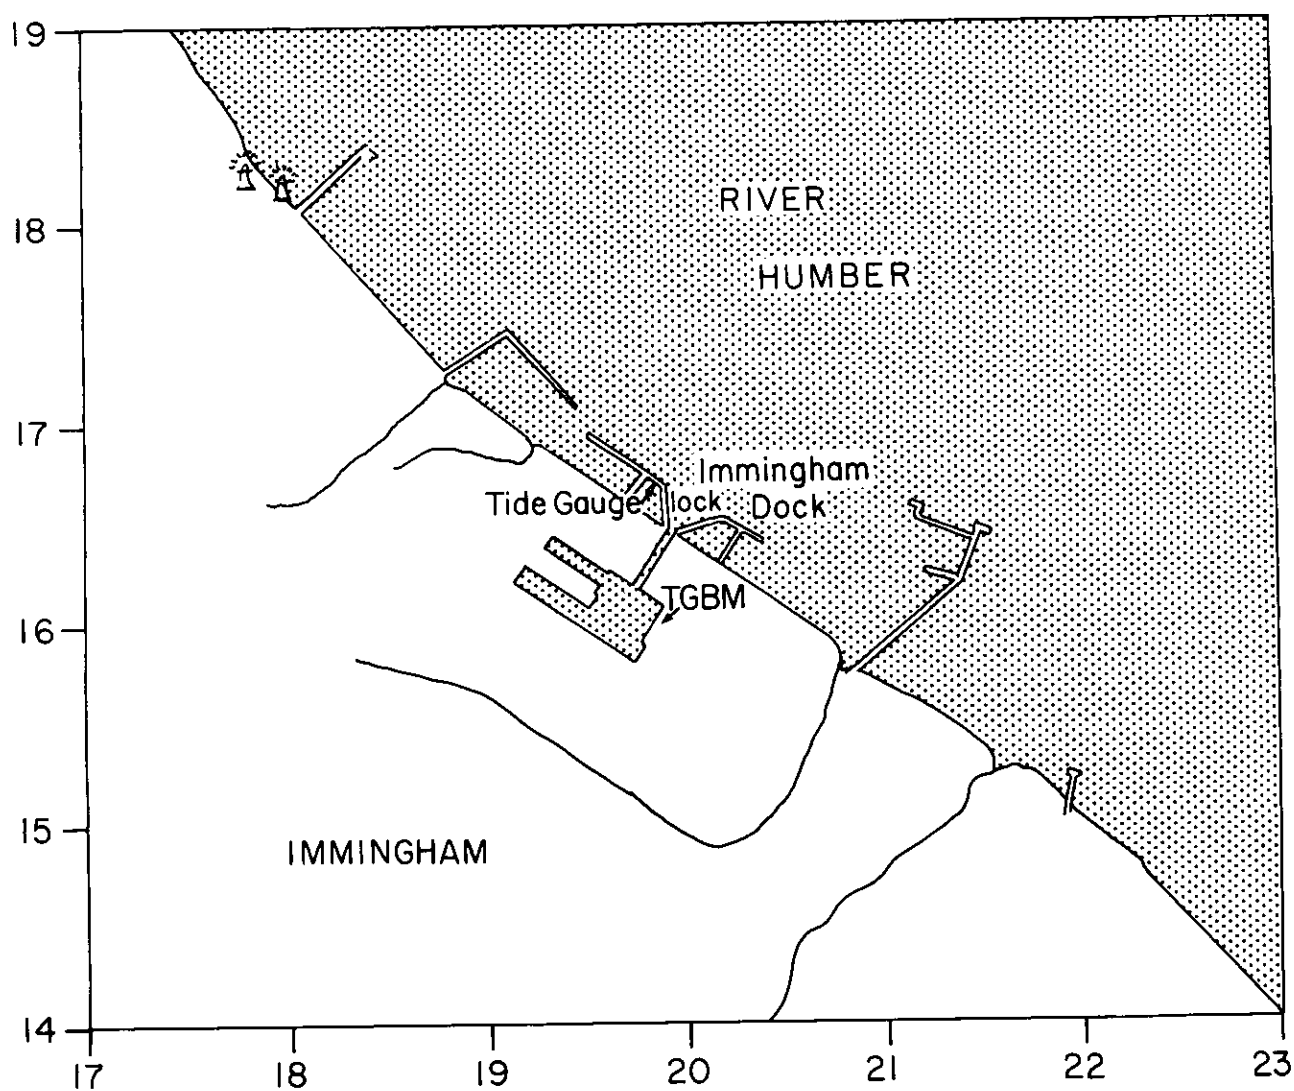 19
RIVER
18
HUMBER
17
Immingham
Tide Gauge lock Dock
TGBM
16
15
IMMINGHAM
14
17 18 19 20 21 22 23